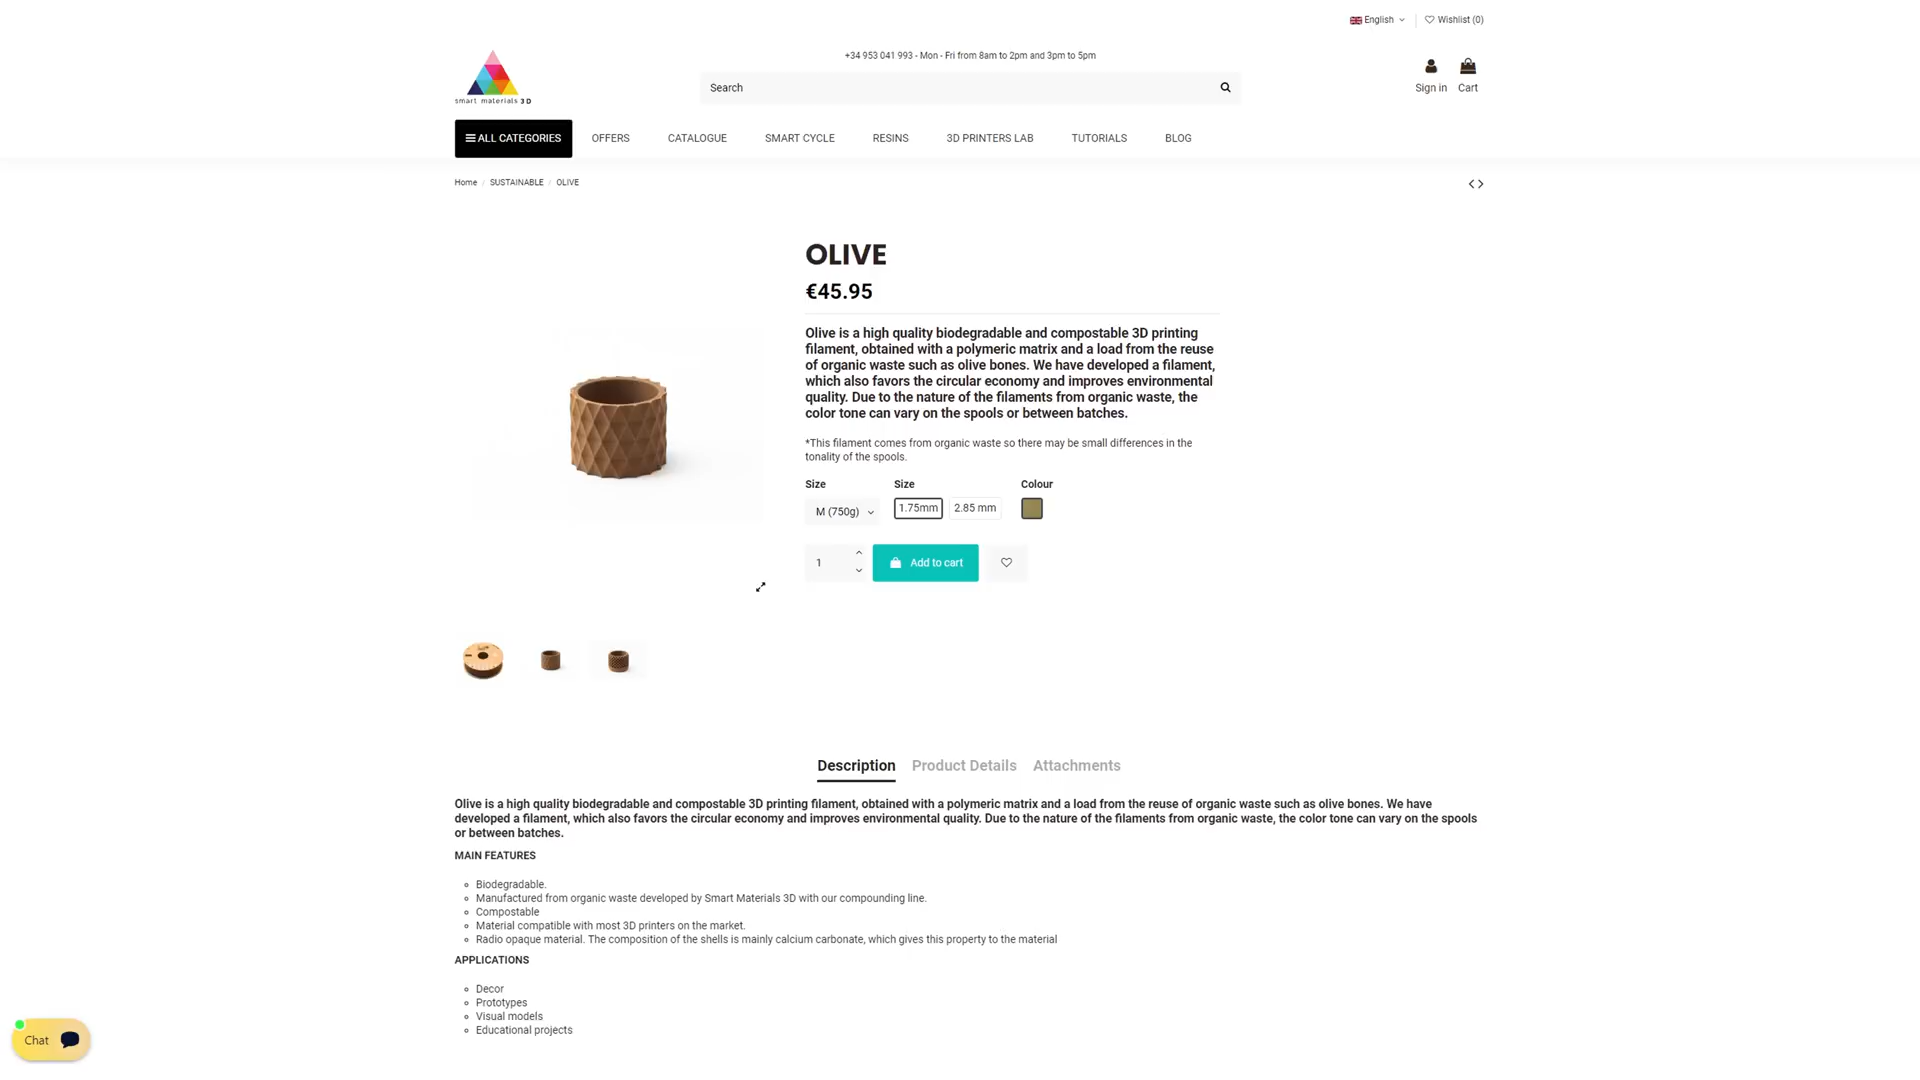 English
Wishlist (0)
+34 953 041 993 - Mon - Fri from 8am to 2pm and 3pm to 5pm
smart materials 3D
Search
Sign in
Cart
ALL CATEGORIES
OFFERS
CATALOGUE
SMART CYCLE
RESINS
3D PRINTERS LAB
TUTORIALS
BLOG
Home / SUSTAINABLE / OLIVE
OLIVE
€45.95
Olive is a high quality biodegradable and compostable 3D printing
filament, obtained with a polymeric matrix and a load from the reuse
of organic waste such as olive bones. We have developed a filament,
which also favors the circular economy and improves environmental
quality. Due to the nature of the filaments from organic waste, the
color tone can vary on the spools or between batches.
*This filament comes from organic waste so there may be small differences in the
tonality of the spools.
Size
M (750g)
Size
1.75mm
2.85 mm
Colour
1
Add to cart
Description
Product Details
Attachments
Olive is a high quality biodegradable and compostable 3D printing filament, obtained with a polymeric matrix and a load from the reuse of organic waste such as olive bones. We have
developed a filament, which also favors the circular economy and improves environmental quality. Due to the nature of the filaments from organic waste, the color tone can vary on the spools
or between batches.
MAIN FEATURES
Biodegradable.
Manufactured from organic waste developed by Smart Materials 3D with our compounding line.
Compostable
Material compatible with most 3D printers on the market.
Radio opaque material. The composition of the shells is mainly calcium carbonate, which gives this property to the material
APPLICATIONS
Decor
Prototypes
Visual models
Educational projects
Chat